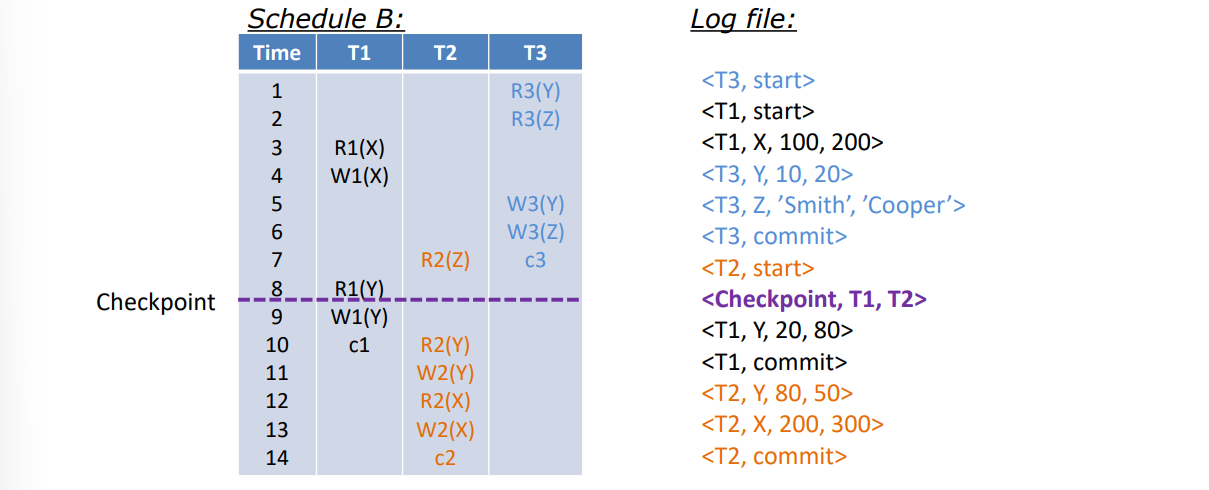 Schedule B:
Log file:
Time T1 T2 T3
1 R3(Y)
2 R3(Z)
3 R1(X)
4 W1(X)
5 W3(Y)
6 W3(Z)
7 R2(Z) c3
8 R1(Y)
Checkpoint
9 W1(Y)
10 c1 R2(Y)
11 W2(Y)
12 R2(X)
13 W2(X)
14 c2
<T3, start>
<T1, start>
<T1, X, 100, 200>
<T3, Y, 10, 20>
<T3, Z, ’Smith’, ’Cooper’>
<T3, commit>
<T2, start>
<Checkpoint, T1, T2>
<T1, Y, 20, 80>
<T1, commit>
<T2, Y, 80, 50>
<T2, X, 200, 300>
<T2, commit>